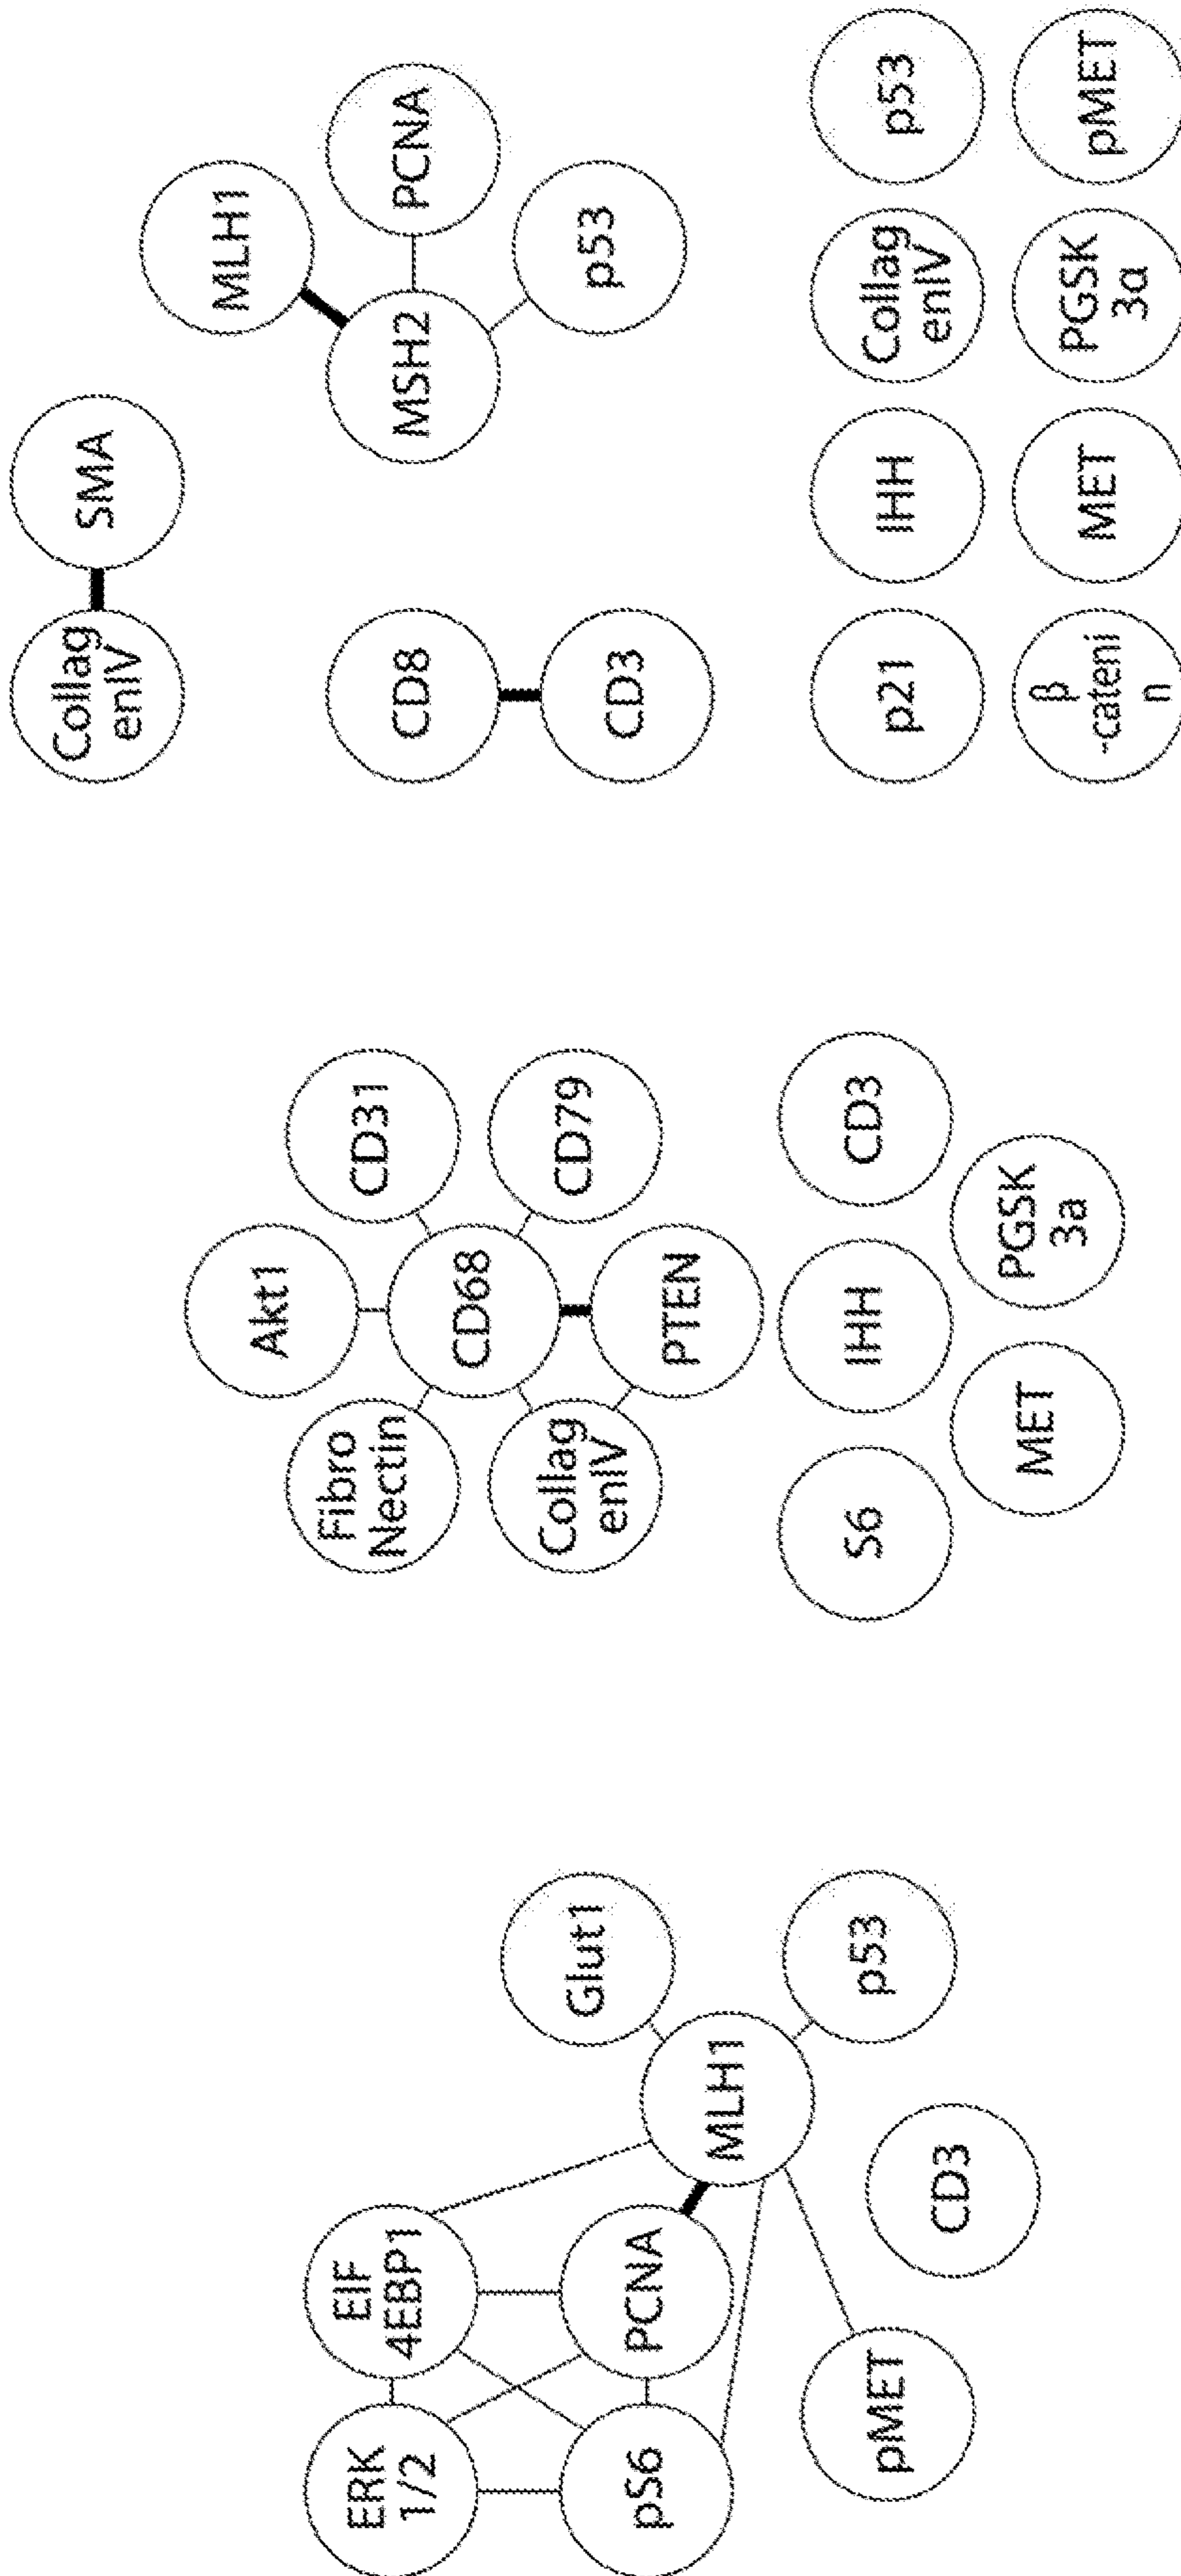 ERK
1/2
EIF
4EBP1
pS6
PCNA
MLH1
Glut1
pMET
CD3
p53
Akt1
Fibro
Nectin
CD31
CD68
Collag
enIV
CD79
PTEN
S6
IHH
CD3
MET
PGSK
3a
Collag
enIV
SMA
MLH1
CD8
MSH2
PCNA
CD3
p53
p21
IHH
Collag
enIV
p53
β
-cateni
n
MET
PGSK
3a
pMET